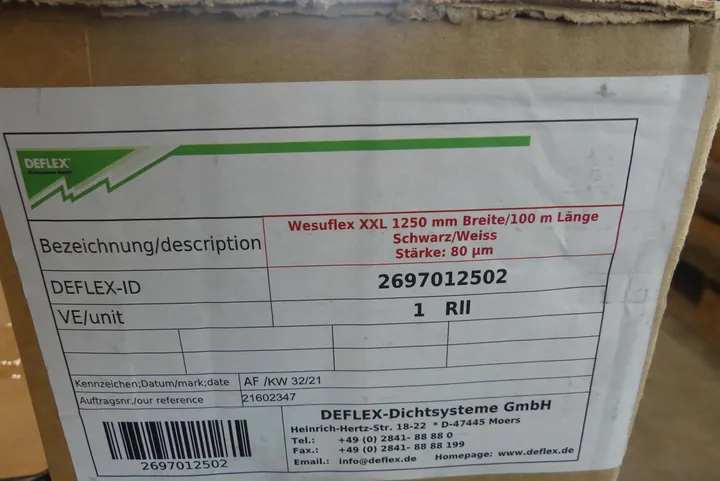 DEFLEX®
Dichtsysteme GmbH
Bezeichnung/description
Wesuflex XXL 1250 mm Breite/100 m Länge
Schwarz/Weiss
Stärke: 80 µm
DEFLEX-ID
2697012502
VE/unit
1 Rll
Kennzeichen;Datum/mark;date
AF /KW 32/21
Auftragsnr./our reference
21602347
2697012502
DEFLEX-Dichtsysteme GmbH
Heinrich-Hertz-Str. 18-22 * D-47445 Moers
Tel.: +49 (0) 2841- 88 88 0
Fax.: +49 (0) 2841- 88 88 199
Email.: info@deflex.de Homepage: www.deflex.de